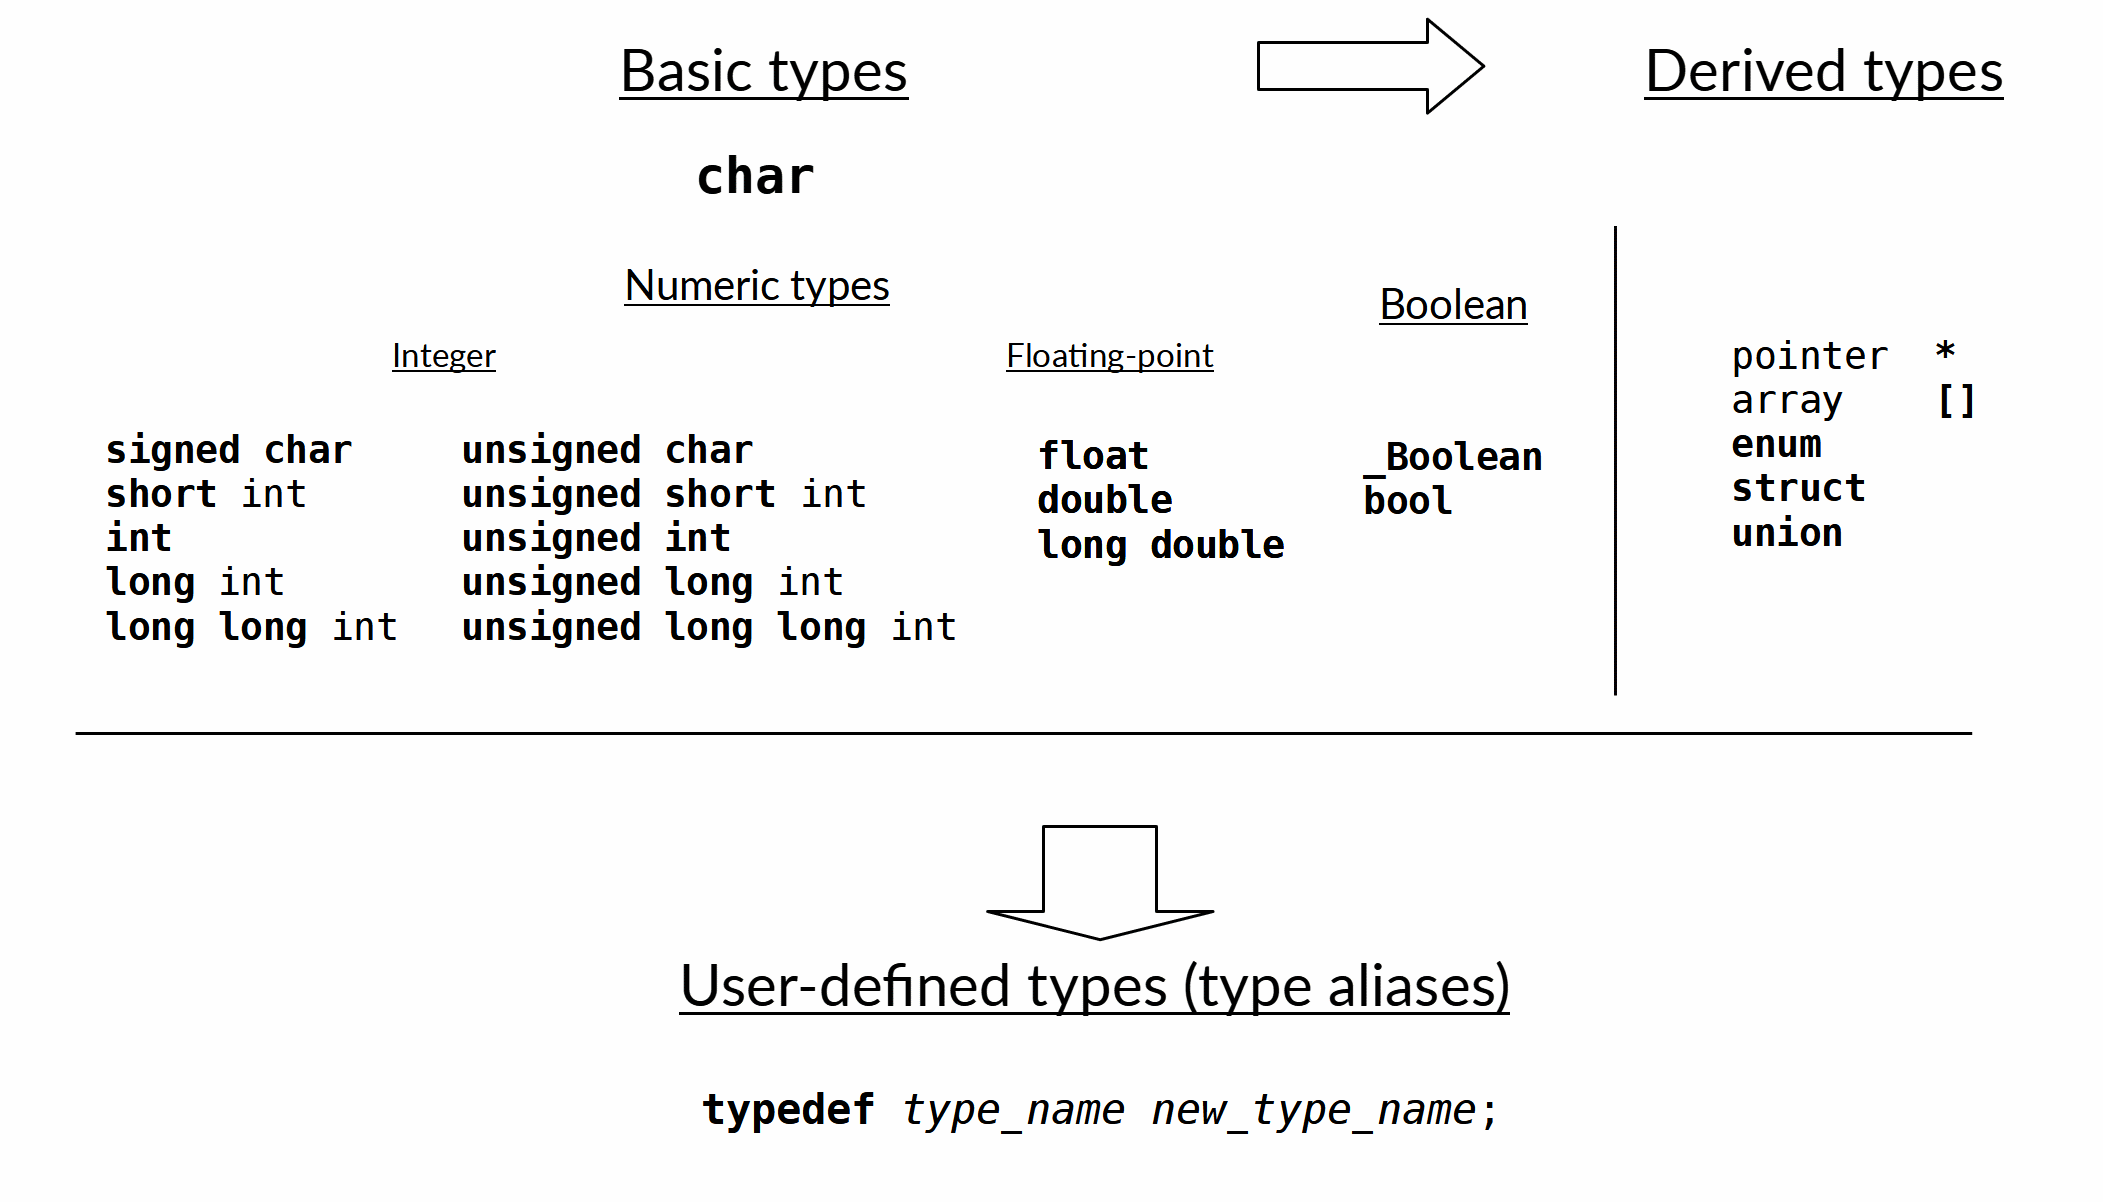 Basic types
Derived types
char
Numeric types
Boolean
Integer
Floating-point
signed char
short int
int
long int
long long int
unsigned char
unsigned short int
unsigned int
unsigned long int
unsigned long long int
float
double
long double
_Boolean
bool
pointer *
array []
enum
struct
union
User-defined types (type aliases)
typedef type_name new_type_name;